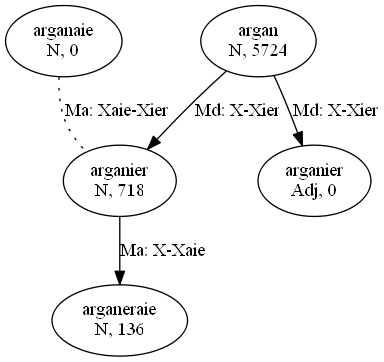 arganaie
N, 0
argan
N, 5724
Ma: Xaie-Xier
Md: X-Xier
Md: X-Xier
arganier
N, 718
arganier
Adj, 0
Ma: X-Xaie
arganeraie
N, 136